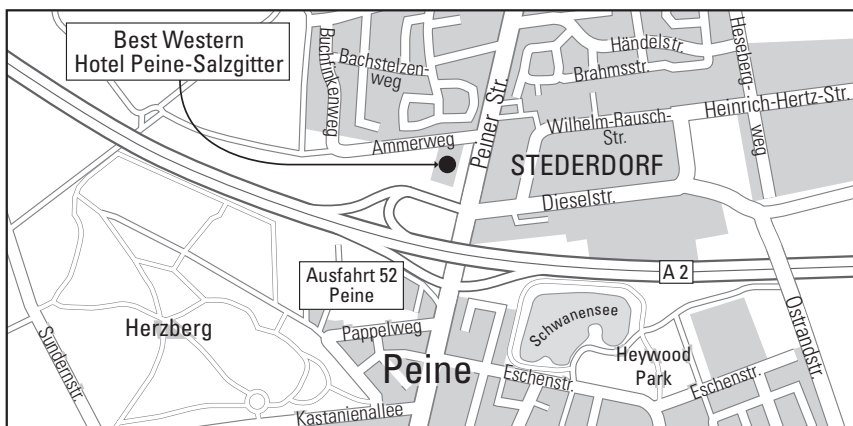 Best Western
Hotel Peine-Salzgitter
Buchfinkenweg
Bachstelzen-
weg
Händelstr.
Brahmsstr.
Heseberg-
weg
Heinrich-Hertz-Str.
Wilhelm-Rausch-
Str.
Peiner Str.
Ammerweg
STEDERDORF
Dieselstr.
A 2
Ausfahrt 52
Peine
Herzberg
Sundernstr.
Pappelweg
Peine
Schwanensee
Heywood
Park
Ostrandstr.
Eschenstr.
Eschenstr.
Kastanienallee